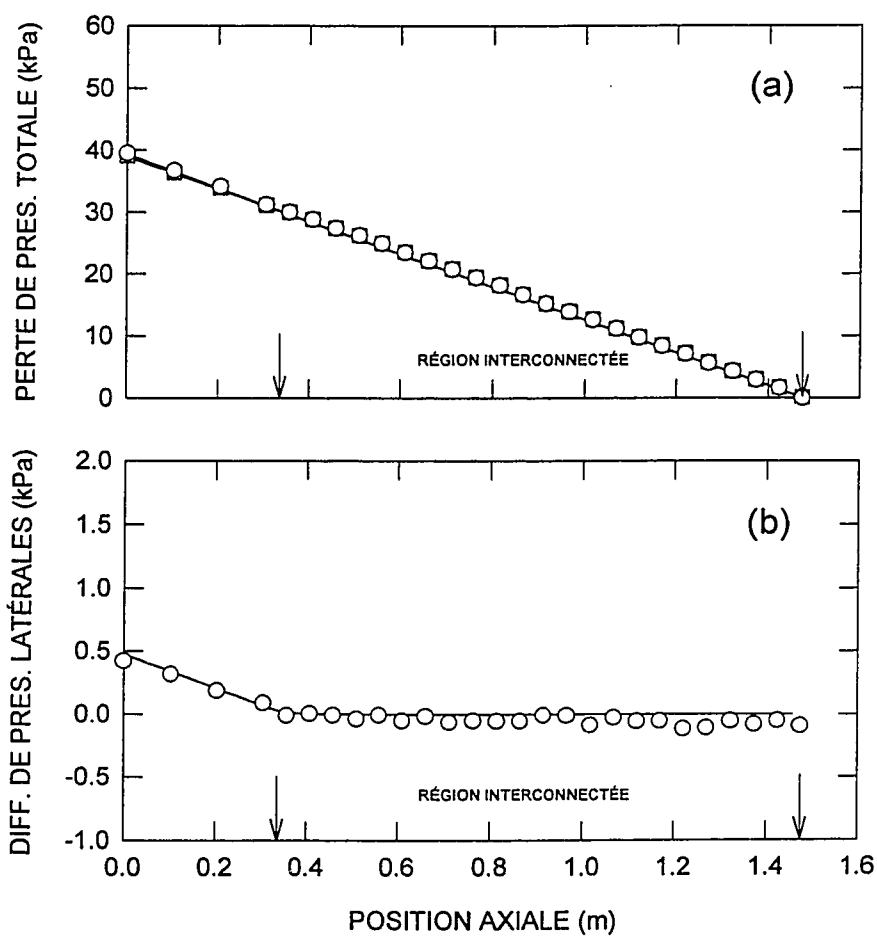 60
50
40
30
20
10
0
PERTE DE PRES. TOTALE (kPa)
(a)
RÉGION INTERCONNECTÉE
2.0
1.5
1.0
0.5
0.0
-0.5
-1.0
DIFF. DE PRES. LATÉRALES (kPa)
(b)
RÉGION INTERCONNECTÉE
0.0 0.2 0.4 0.6 0.8 1.0 1.2 1.4 1.6
POSITION AXIALE (m)